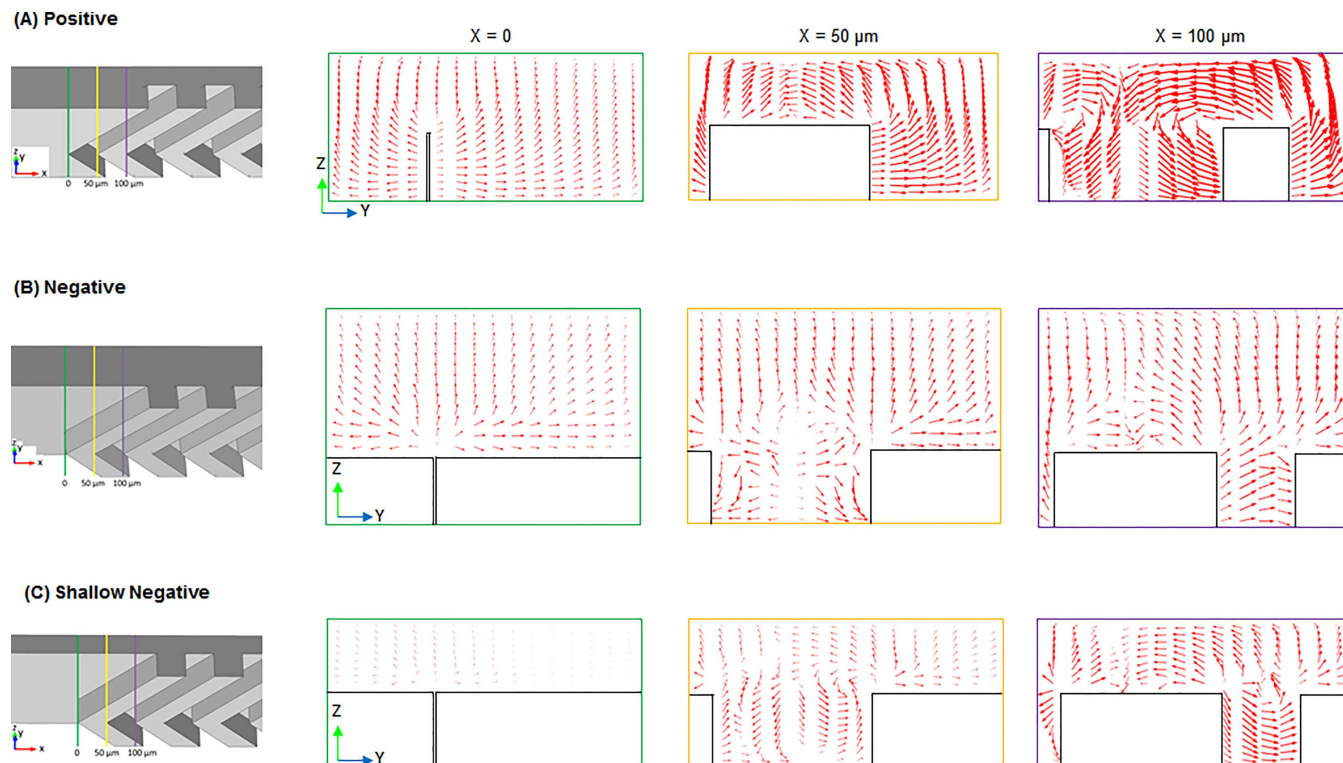 (A) Positive
X = 0
X = 50 µm
X = 100 µm
z
y
x
0
50 µm
100 µm
Z
Y
(B) Negative
z
y
x
0
50 µm
100 µm
Z
Y
(C) Shallow Negative
z
y
x
0
50 µm
100 µm
Z
Y